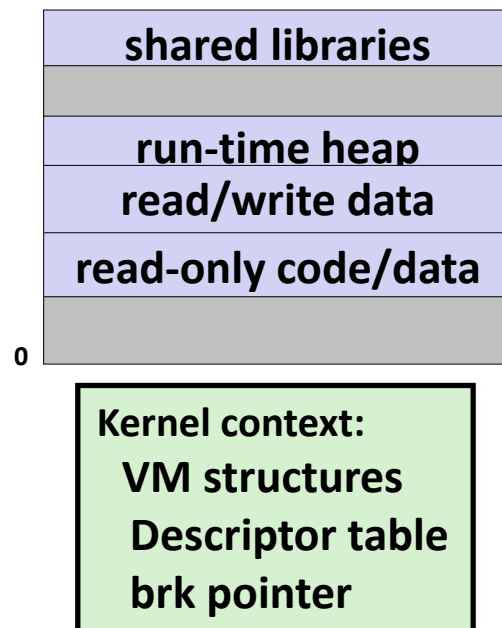 shared libraries
run-time heap
read/write data
read-only code/data
0
Kernel context:
VM structures
Descriptor table
brk pointer